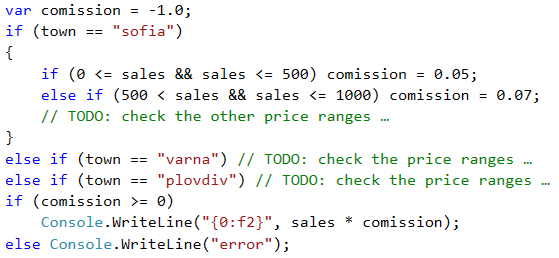 var comission = -1.0;
if (town == "sofia")
{
    if (0 <= sales && sales <= 500) comission = 0.05;
    else if (500 < sales && sales <= 1000) comission = 0.07;
    // TODO: check the other price ranges …
}
else if (town == "varna") // TODO: check the price ranges …
else if (town == "plovdiv") // TODO: check the price ranges …
if (comission >= 0)
    Console.WriteLine("{0:f2}", sales * comission);
else Console.WriteLine("error");